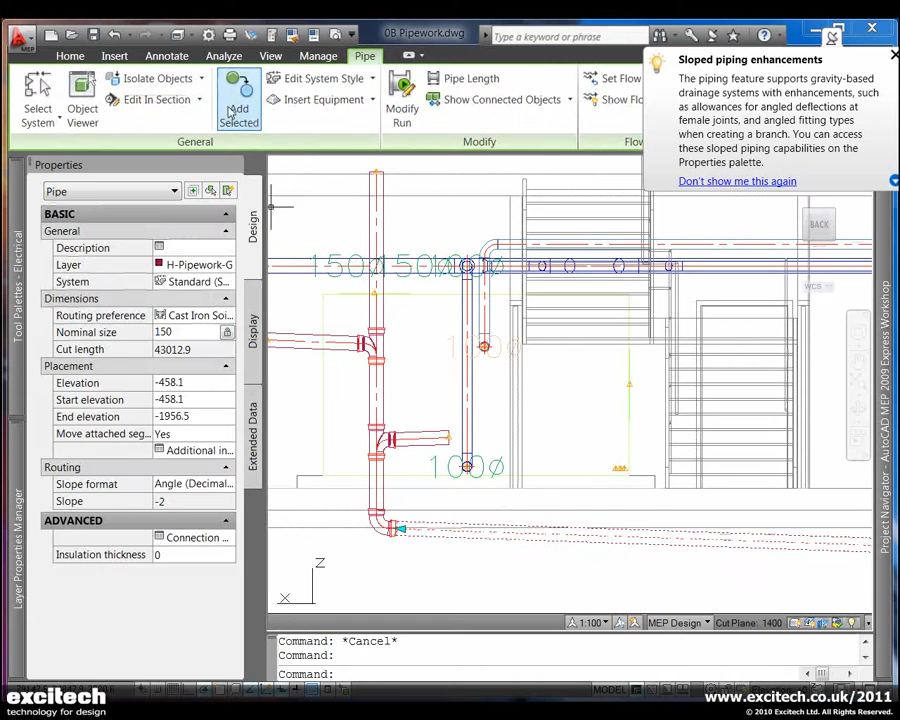 0B Pipework.dwg
Type a keyword or phrase
MEP
Home Insert Annotate Analyze View Manage Pipe
Select System
Object Viewer
Isolate Objects
Edit In Section
Add Selected
Edit System Style
Insert Equipment
Modify Run
Pipe Length
Show Connected Objects
Set Flow
Show Flo
General
Modify
Flow
Sloped piping enhancements
The piping feature supports gravity-based
drainage systems with enhancements, such
as allowances for angled deflections at
female joints, and angled fitting types
when creating a branch. You can access
these sloped piping capabilities on the
Properties palette.
Don't show me this again
Properties
Pipe
BASIC
General
Description
Layer H-Pipework-G
System Standard (S...
Dimensions
Routing preference Cast Iron Soi...
Nominal size 150
Cut length 43012.9
Placement
Elevation -458.1
Start elevation -458.1
End elevation -1956.5
Move attached seg... Yes
Additional in...
Routing
Slope format Angle (Decimal...
Slope -2
ADVANCED
Connection ...
Insulation thickness 0
Design
Display
Extended Data
Tool Palettes - Electrical
Layer Properties Manager
Project Navigator - AutoCAD MEP 2009 Express Workshop
BACK
WCS
150ø
100ø
100ø
Z
X
1:100
MEP Design
Cut Plane: 1400
Command: *Cancel*
Command:
Command:
MODEL
excitech
technology for design
www.excitech.co.uk/2011
© 2010 Excitech Ltd. All Rights Reserved.